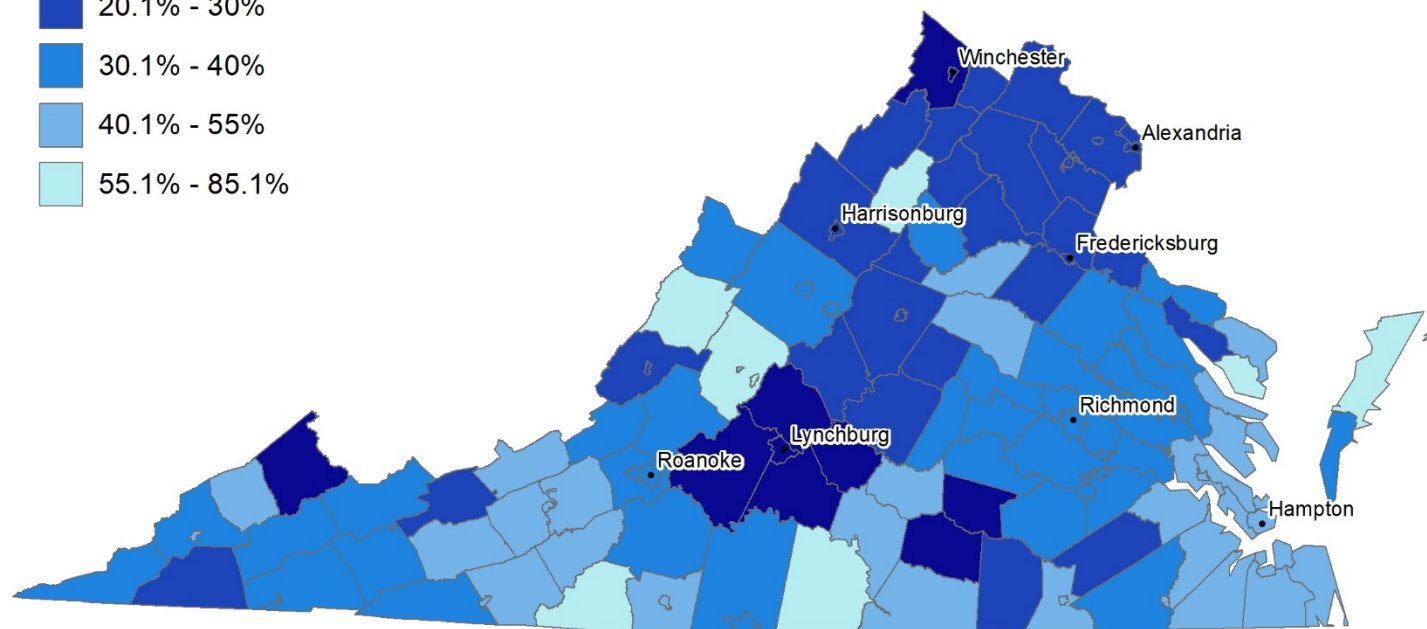 20.1% - 30%
30.1% - 40%
40.1% - 55%
55.1% - 85.1%
Winchester
Alexandria
Harrisonburg
Fredericksburg
Richmond
Lynchburg
Roanoke
Hampton